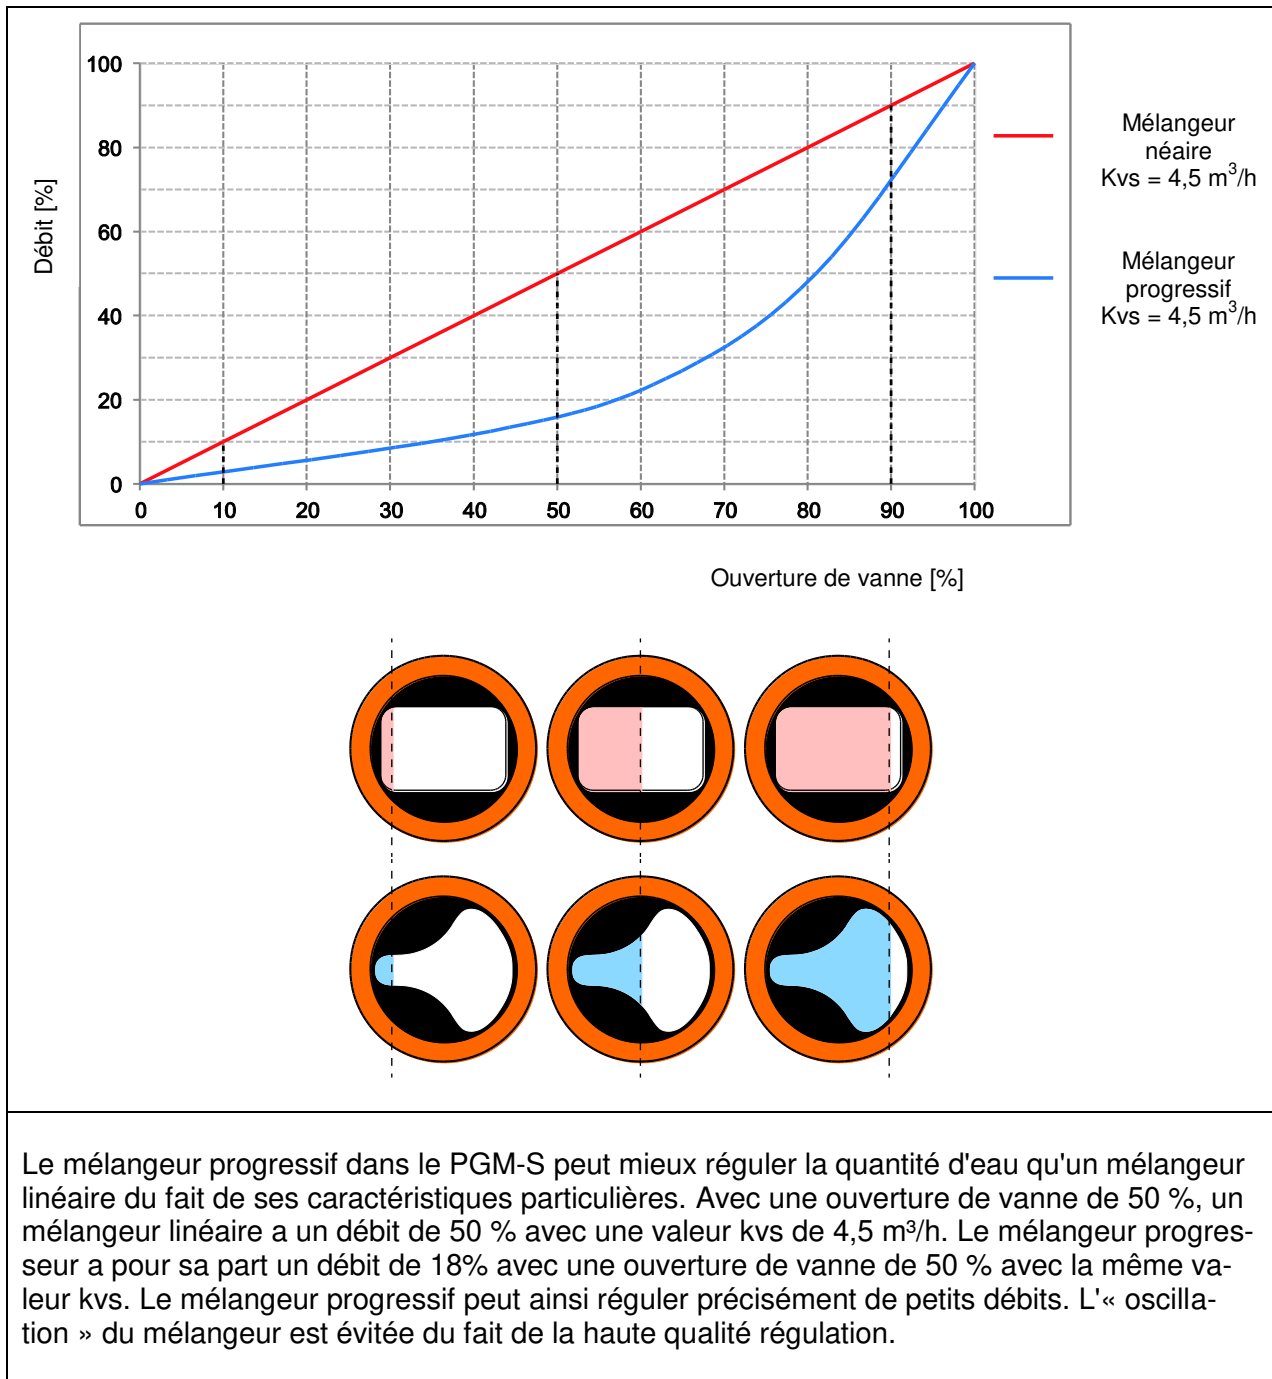 100
80
60
40
20
0
Débit [%]
0 10 20 30 40 50 60 70 80 90 100
Ouverture de vanne [%]
Mélangeur
néaire
Kvs = 4,5 m³/h
Mélangeur
progressif
Kvs = 4,5 m³/h
Le mélangeur progressif dans le PGM-S peut mieux réguler la quantité d'eau qu'un mélangeur
linéaire du fait de ses caractéristiques particulières. Avec une ouverture de vanne de 50 %, un
mélangeur linéaire a un débit de 50 % avec une valeur kvs de 4,5 m³/h. Le mélangeur progres-
seur a pour sa part un débit de 18% avec une ouverture de vanne de 50 % avec la même va-
leur kvs. Le mélangeur progressif peut ainsi réguler précisément de petits débits. L'« oscilla-
tion » du mélangeur est évitée du fait de la haute qualité régulation.